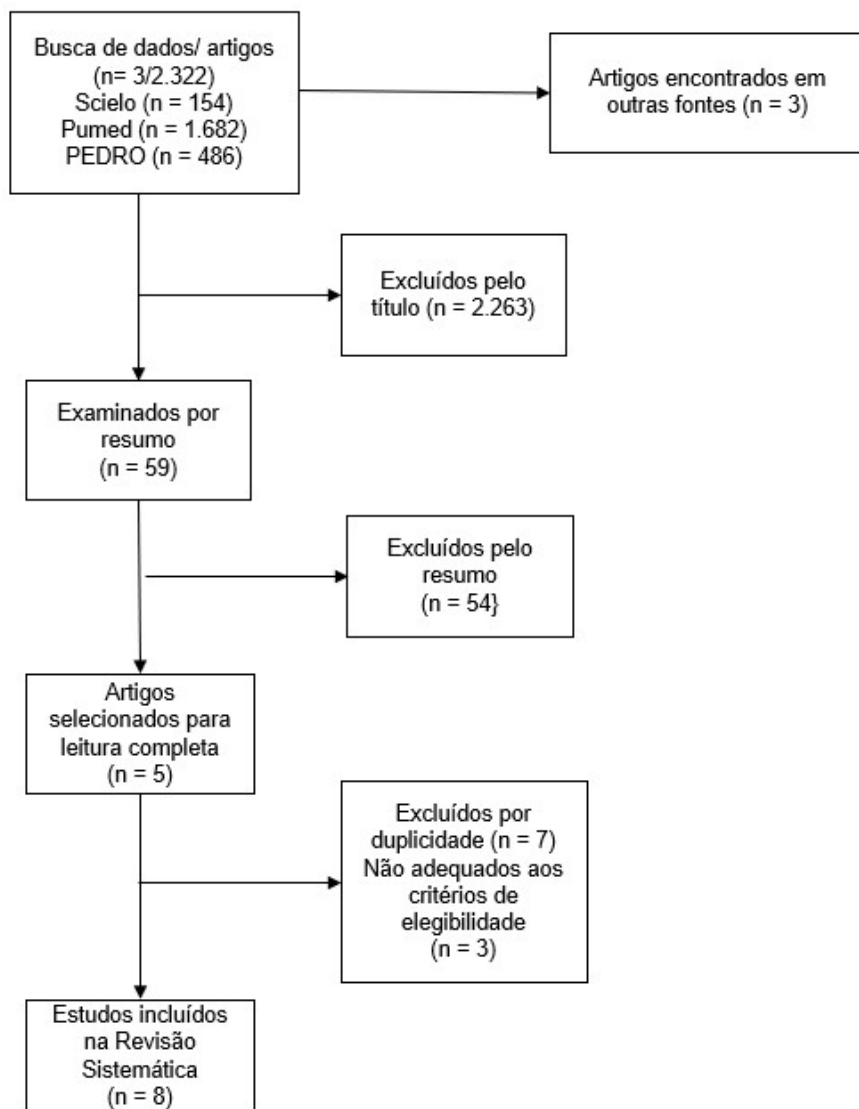 Busca de dados/ artigos
(n= 3/2.322)
Scielo (n = 154)
Pumed (n = 1.682)
PEDRO (n = 486)
Artigos encontrados em
outras fontes (n = 3)
Excluídos pelo
título (n = 2.263)
Examinados por
resumo
(n = 59)
Excluídos pelo
resumo
(n = 54}
Artigos
selecionados para
leitura completa
(n = 5)
Excluídos por
duplicidade (n = 7)
Não adequados aos
critérios de
elegibilidade
(n = 3)
Estudos incluídos
na Revisão
Sistemática
(n = 8)